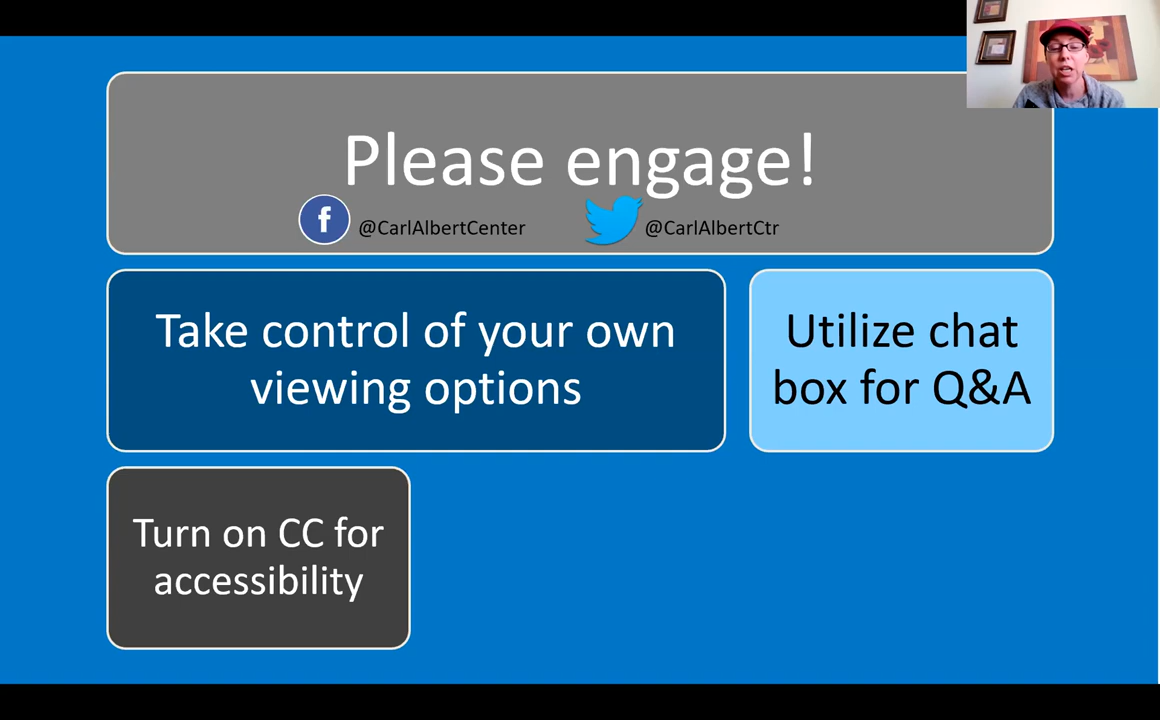 Please engage!
@CarlAlbertCenter
@CarlAlbertCtr
Take control of your own
viewing options
Utilize chat
box for Q&A
Turn on CC for
accessibility